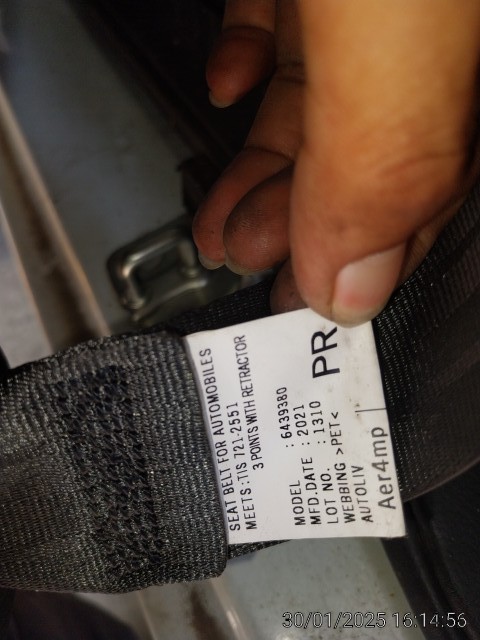 SEAT BELT FOR AUTOMOBILES
MEETS:TIS 721-2551
3 POINTS WITH RETRACTOR
MODEL : 6439380
MFD.DATE : 2021
LOT NO. : 1310
WEBBING >PET<
AUTOLIV
PR
Aer4mp
30/01/2025 16:14:56